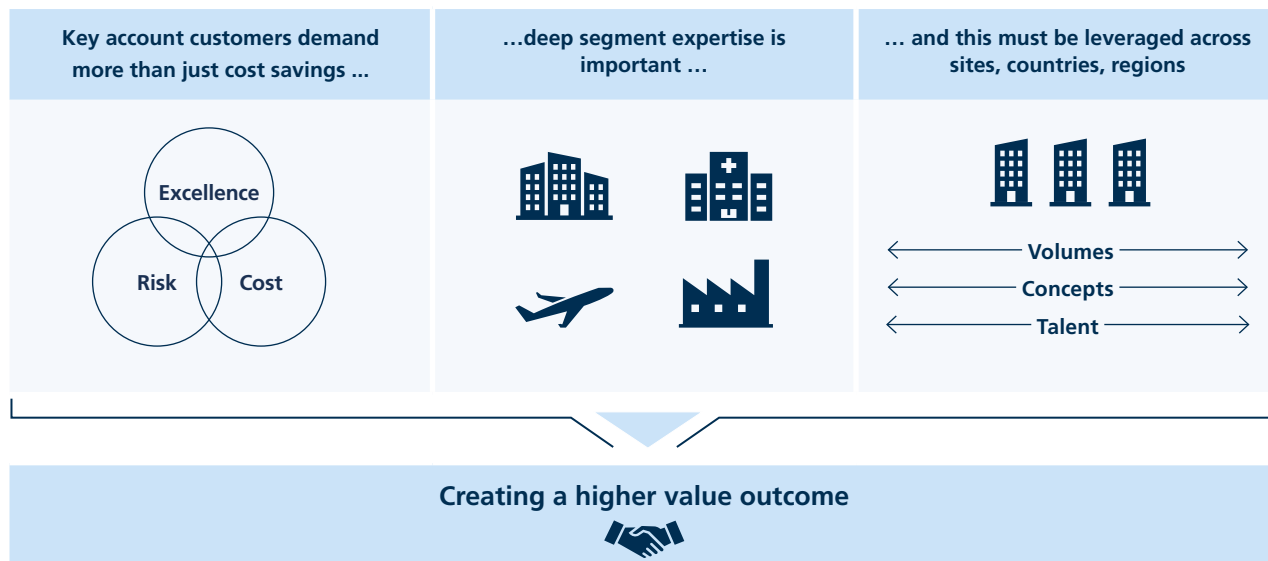 Key account customers demand
more than just cost savings ...
…deep segment expertise is
important …
… and this must be leveraged across
sites, countries, regions
Excellence
Risk
Cost
Volumes
Concepts
Talent
Creating a higher value outcome